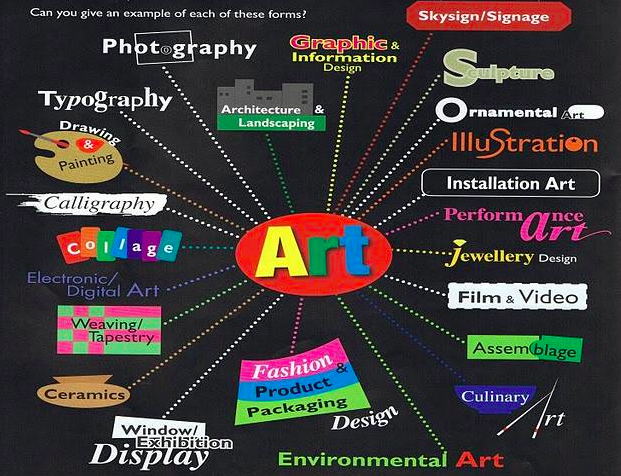 Can you give an example of each of these forms?
Skysign/Signage
Photography
Graphic &
Information
Design
Sculpture
Typography
Architecture &
Landscaping
Ornamental Art
Drawing
&
Painting
IlluStration
Installation Art
Calligraphy
Performance
art
Collage
Art
Jewellery Design
Electronic/
Digital Art
Film & Video
Weaving/
Tapestry
Assemblage
Fashion
&
Product
Packaging
Design
Ceramics
Culinary
Art
Window/
Exhibition
Display
Environmental Art